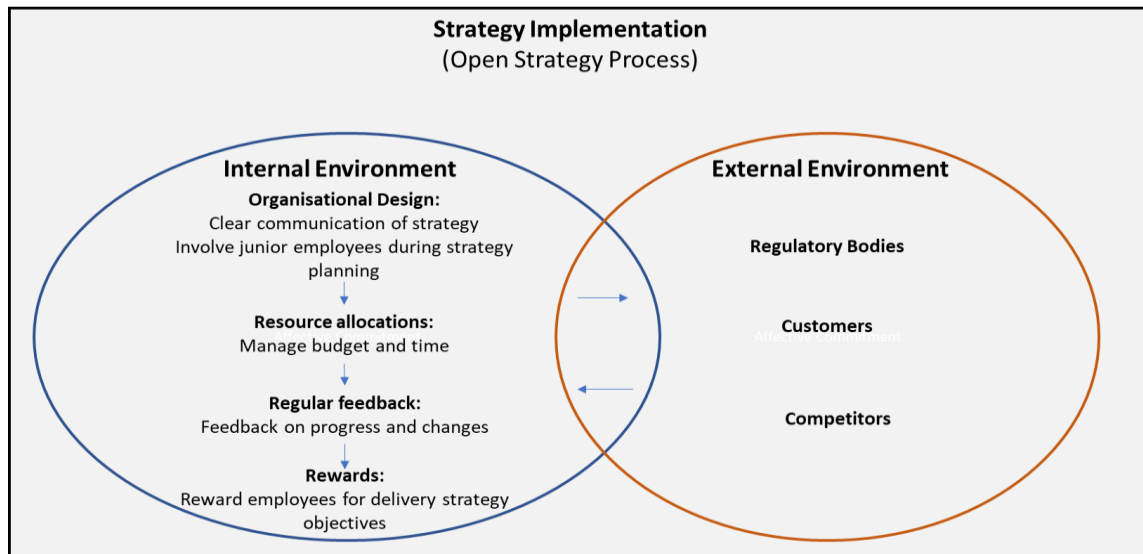 Strategy Implementation
(Open Strategy Process)
Internal Environment
Organisational Design:
Clear communication of strategy
Involve junior employees during strategy
planning
Resource allocations:
Manage budget and time
Regular feedback:
Feedback on progress and changes
Rewards:
Reward employees for delivery strategy
objectives
External Environment
Regulatory Bodies
Customers
Affective Commitment
Competitors